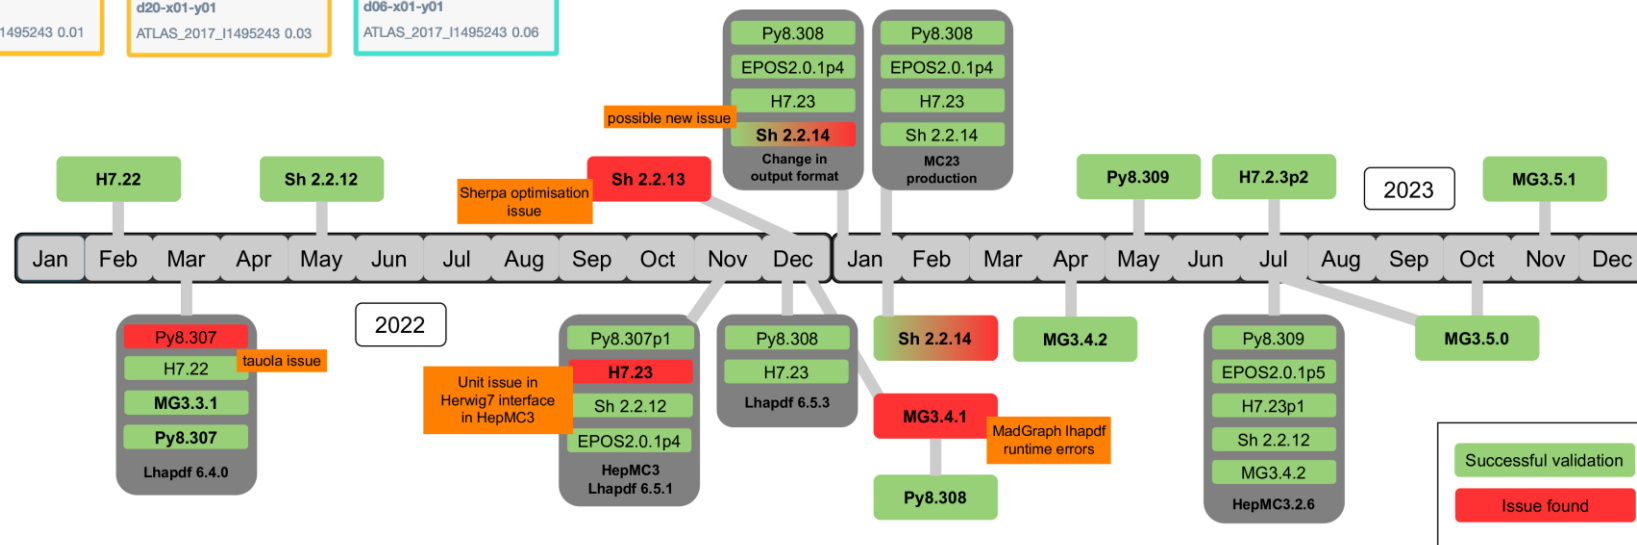 d20-x01-y01
d06-x01-y01
1495243 0.01
ATLAS_2017_I1495243 0.03
ATLAS_2017_I1495243 0.06
Py8.308
EPOS2.0.1p4
H7.23
possible new issue
Sh 2.2.14
Change in
output format
Py8.308
EPOS2.0.1p4
H7.23
Sh 2.2.14
MC23
production
H7.22
Sh 2.2.12
Sherpa optimisation
issue
Sh 2.2.13
Py8.309
H7.2.3p2
2023
MG3.5.1
Jan
Feb
Mar
Apr
May
Jun
Jul
Aug
Sep
Oct
Nov
Dec
Jan
Feb
Mar
Apr
May
Jun
Jul
Aug
Sep
Oct
Nov
Dec
Py8.307
tauola issue
H7.22
MG3.3.1
Py8.307
Lhapdf 6.4.0
2022
Unit issue in
Herwig7 interface
in HepMC3
Py8.307p1
H7.23
Sh 2.2.12
EPOS2.0.1p4
HepMC3
Lhapdf 6.5.1
Py8.308
H7.23
Lhapdf 6.5.3
Sh 2.2.14
MG3.4.1
MadGraph lhapdf
runtime errors
Py8.308
MG3.4.2
Py8.309
EPOS2.0.1p5
H7.23p1
Sh 2.2.12
MG3.4.2
HepMC3.2.6
MG3.5.0
Successful validation
Issue found